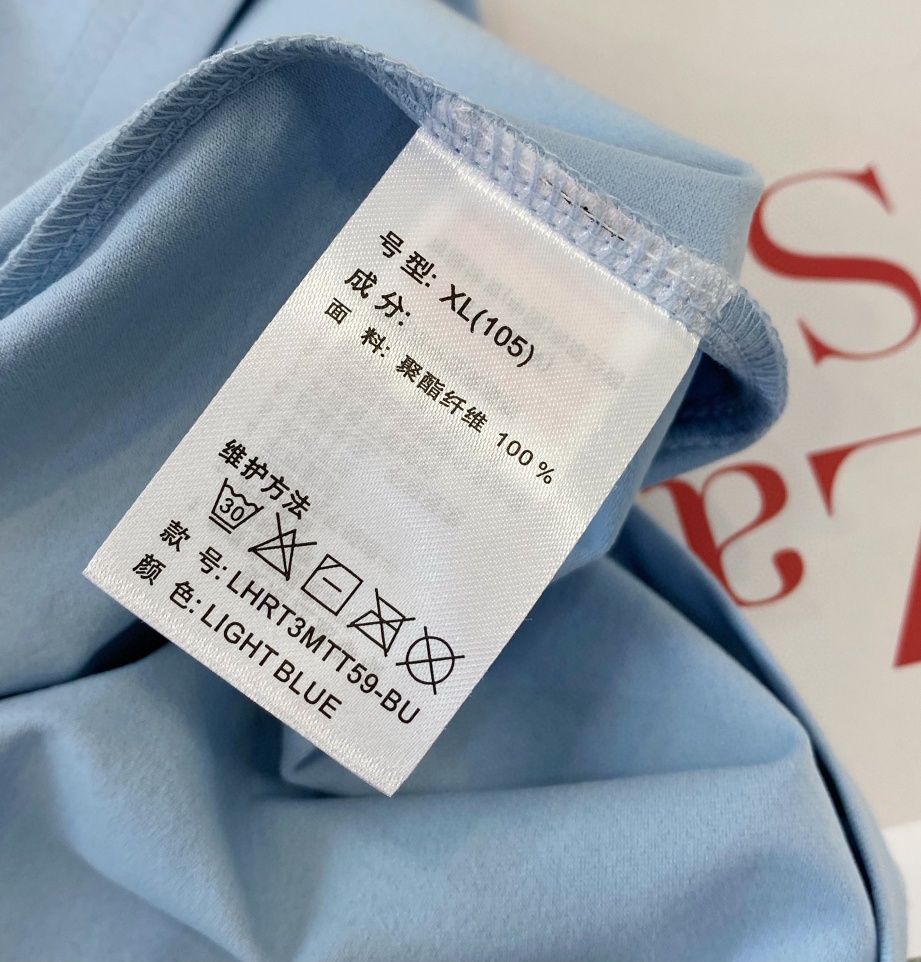 号型: XL(105)
成分:
面 料: 聚酯纤维 100%
维护方法
30
款 号: LHRT3MTT59-BU
颜 色: LIGHT BLUE